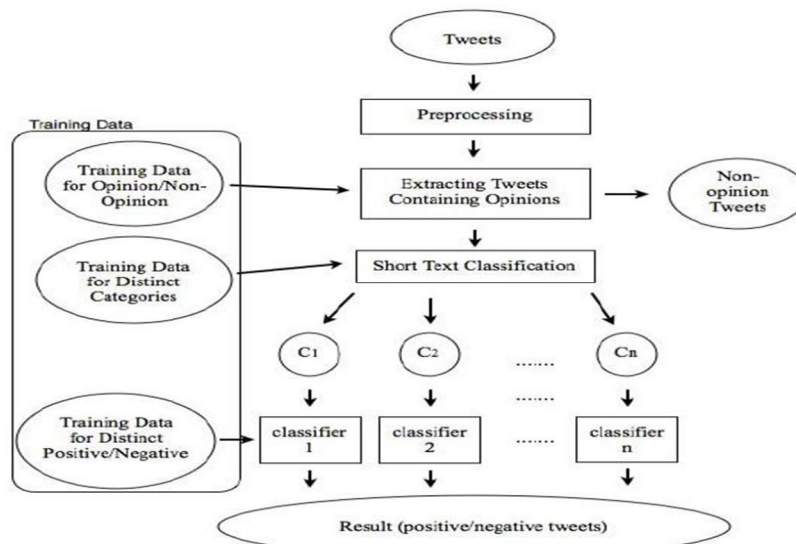 Tweets
Preprocessing
Training Data
Training Data
for Opinion/Non-
Opinion
Extracting Tweets
Containing Opinions
Non-
opinion
Tweets
Training Data
for Distinct
Categories
Short Text Classification
C1
C2
.......
Cn
.......
Training Data
for Distinct
Positive/Negative
classifier
1
classifier
2
.......
classifier
n
Result (positive/negative tweets)